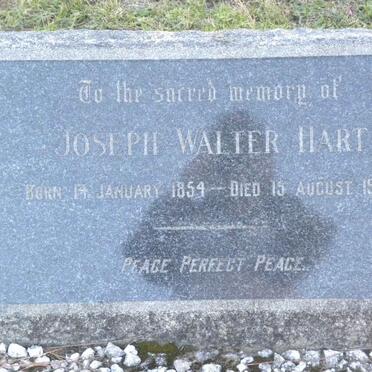 To the sacred memory of
JOSEPH WALTER HART
BORN 14 JANUARY 1854 — DIED 15 AUGUST
PEACE PERFECT PEACE.